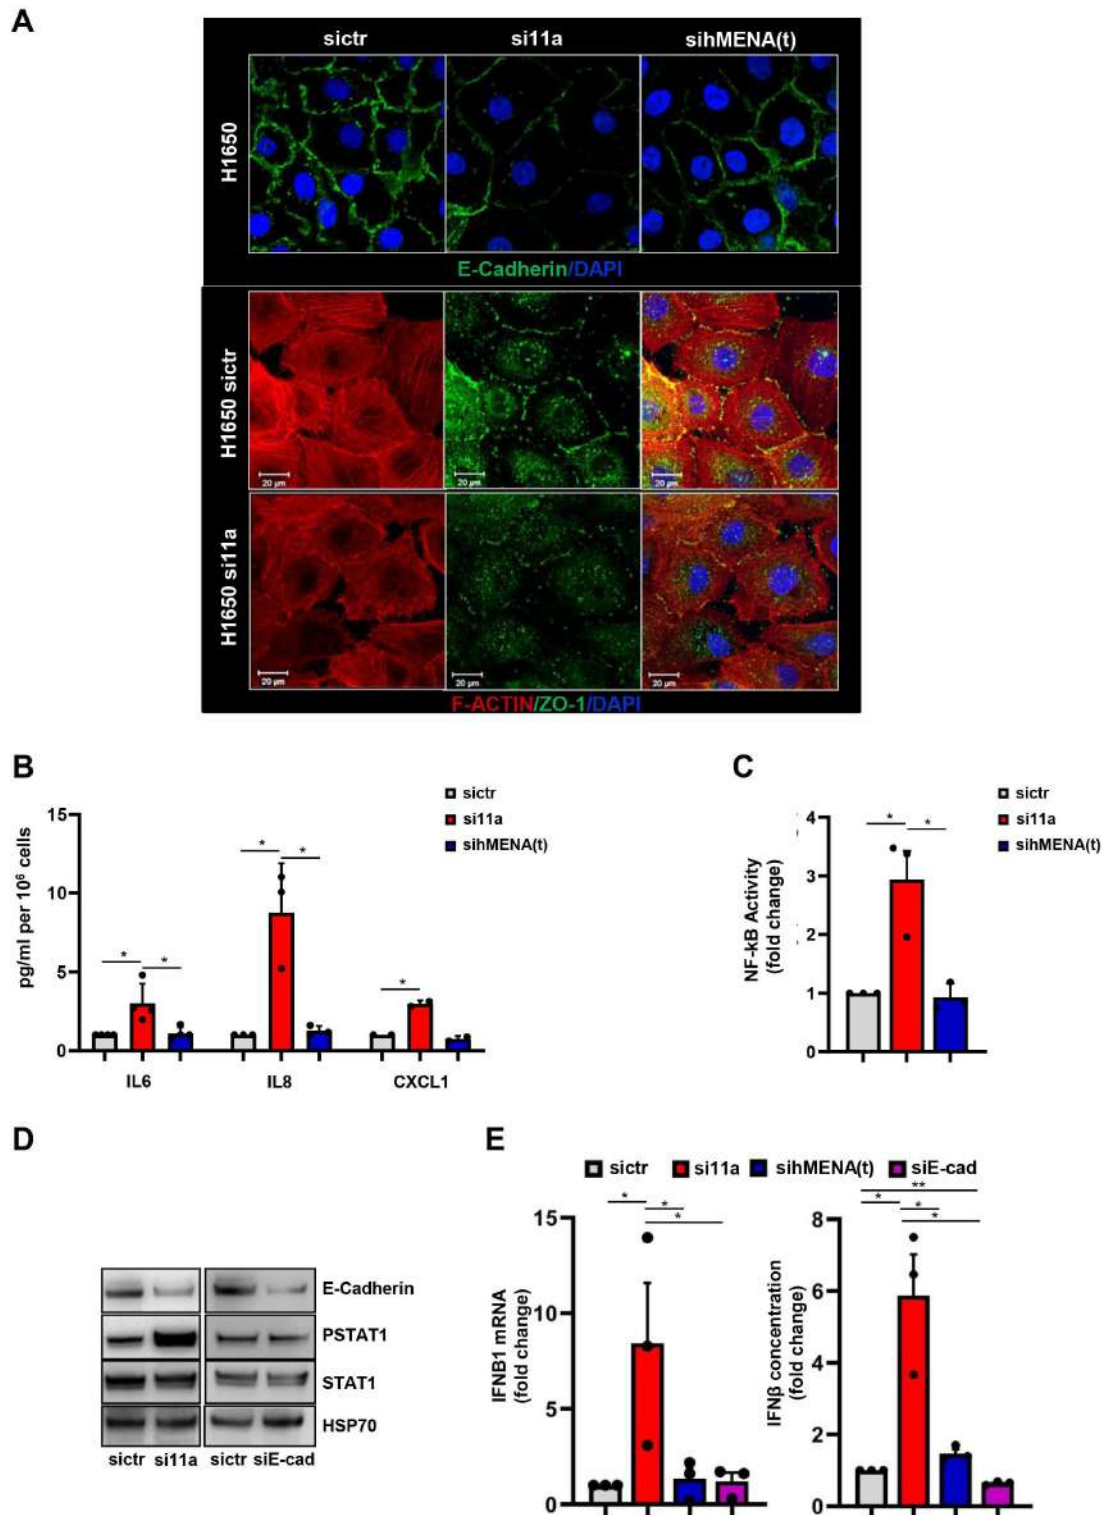 A
sictr si11a sihMENA(t)
H1650
E-Cadherin/DAPI
H1650 sictr
20 µm 20 µm 20 µm
H1650 si11a
20 µm 20 µm 20 µm
F-ACTIN/ZO-1/DAPI
B
sictr
si11a
sihMENA(t)
pg/ml per 10⁶ cells
15
10
5
0
* * * * *
IL6 IL8 CXCL1
C
sictr
si11a
sihMENA(t)
NF-kB Activity
(fold change)
4
3
2
1
0
* *
D
E-Cadherin
PSTAT1
STAT1
HSP70
sictr si11a sictr siE-cad
E
sictr si11a sihMENA(t) siE-cad
IFNB1 mRNA
(fold change)
15
10
5
0
* * *
IFNβ concentration
(fold change)
8
6
4
2
0
**
* * *